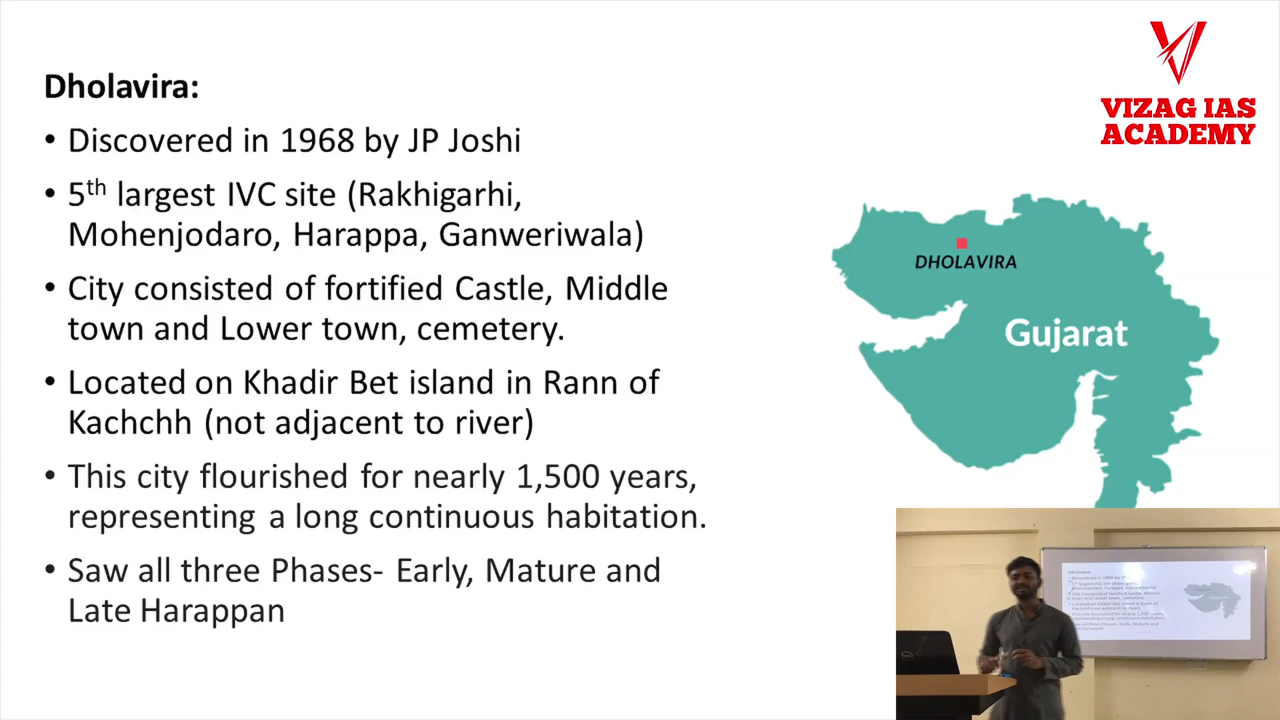 Dholavira:
• Discovered in 1968 by JP Joshi
• 5th largest IVC site (Rakhigarhi,
Mohenjodaro, Harappa, Ganweriwala)
• City consisted of fortified Castle, Middle
town and Lower town, cemetery.
• Located on Khadir Bet island in Rann of
Kachchh (not adjacent to river)
• This city flourished for nearly 1,500 years,
representing a long continuous habitation.
• Saw all three Phases- Early, Mature and
Late Harappan
VIZAG IAS
ACADEMY
DHOLAVIRA
Gujarat